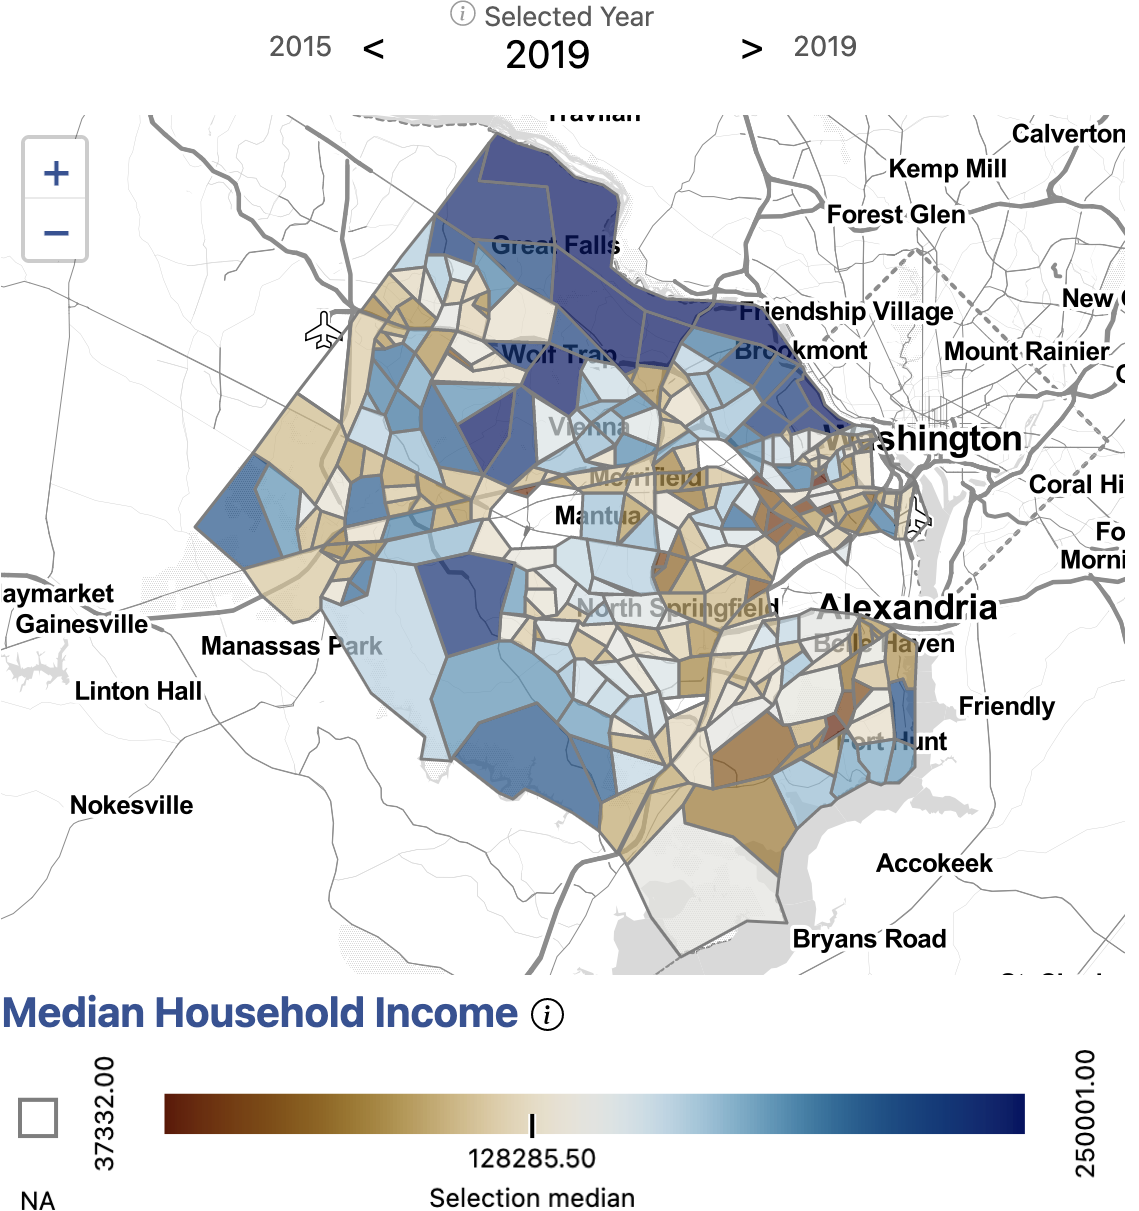 Selected Year
2015 < 2019 > 2019
Travilah
Calverton
Kemp Mill
Forest Glen
Great Falls
New
Friendship Village
Wolf Trap
Brookmont
Mount Rainier
Vienna
Washington
Merrifield
Coral Hi
Mantua
Fo
Morni
aymarket
Gainesville
North Springfield
Alexandria
Manassas Park
Belle Haven
Linton Hall
Friendly
Fort Hunt
Nokesville
Accokeek
Bryans Road
Median Household Income
37332.00
250001.00
128285.50
NA
Selection median